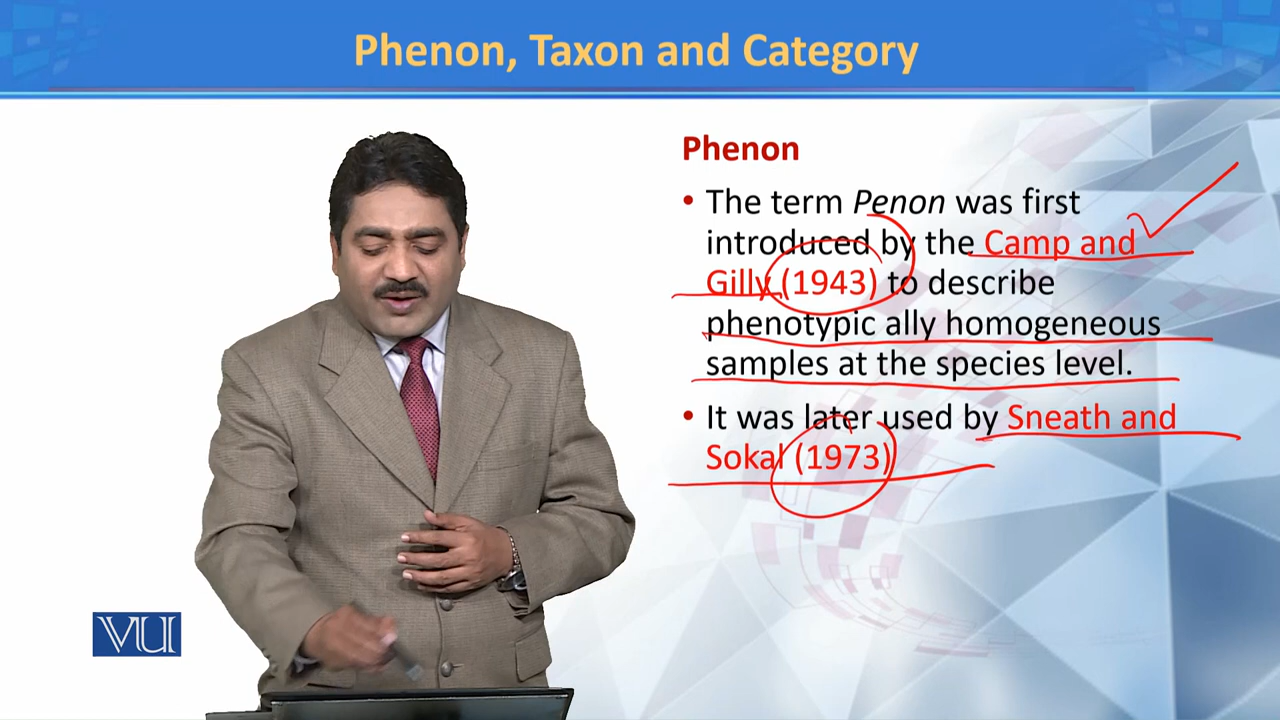 Phenon, Taxon and Category
Phenon
• The term Penon was first
introduced by the Camp and
Gilly (1943) to describe
phenotypic ally homogeneous
samples at the species level.
• It was later used by Sneath and
Sokal (1973)
VU